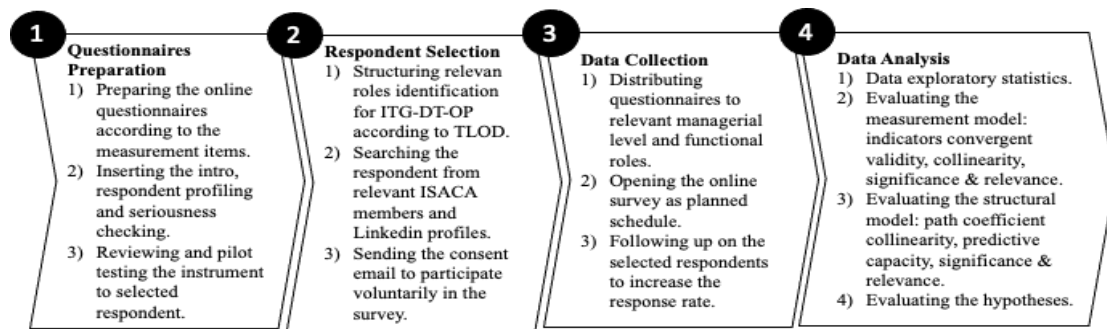 1
Questionnaires
Preparation
1) Preparing the online
questionnaires
according to the
measurement items.
2) Inserting the intro,
respondent profiling
and seriousness
checking.
3) Reviewing and pilot
testing the instrument
to selected
respondent.
2
Respondent Selection
1) Structuring relevan
roles identification
for ITG-DT-OP
according to TLOD.
2) Searching the
respondent from
relevant ISACA
members and
Linkedin profiles.
3) Sending the consent
email to participate
voluntarily in the
survey.
3
Data Collection
1) Distributing
questionnaires to
relevant managerial
level and functional
roles.
2) Opening the online
survey as planned
schedule.
3) Following up on the
selected respondents
to increase the
response rate.
4
Data Analysis
1) Data exploratory statistics.
2) Evaluating the
measurement model:
indicators convergent
validity, collinearity,
significance & relevance.
3) Evaluating the structural
model: path coefficient
collinearity, predictive
capacity, significance &
relevance.
4) Evaluating the hypotheses.